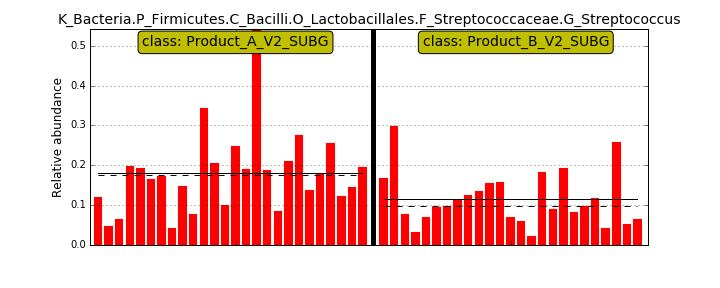 K_Bacteria.P_Firmicutes.C_Bacilli.O_Lactobacillales.F_Streptococcaceae.G_Streptococcus
class: Product_A_V2_SUBG
class: Product_B_V2_SUBG
Relative abundance
0.5
0.4
0.3
0.2
0.1
0.0